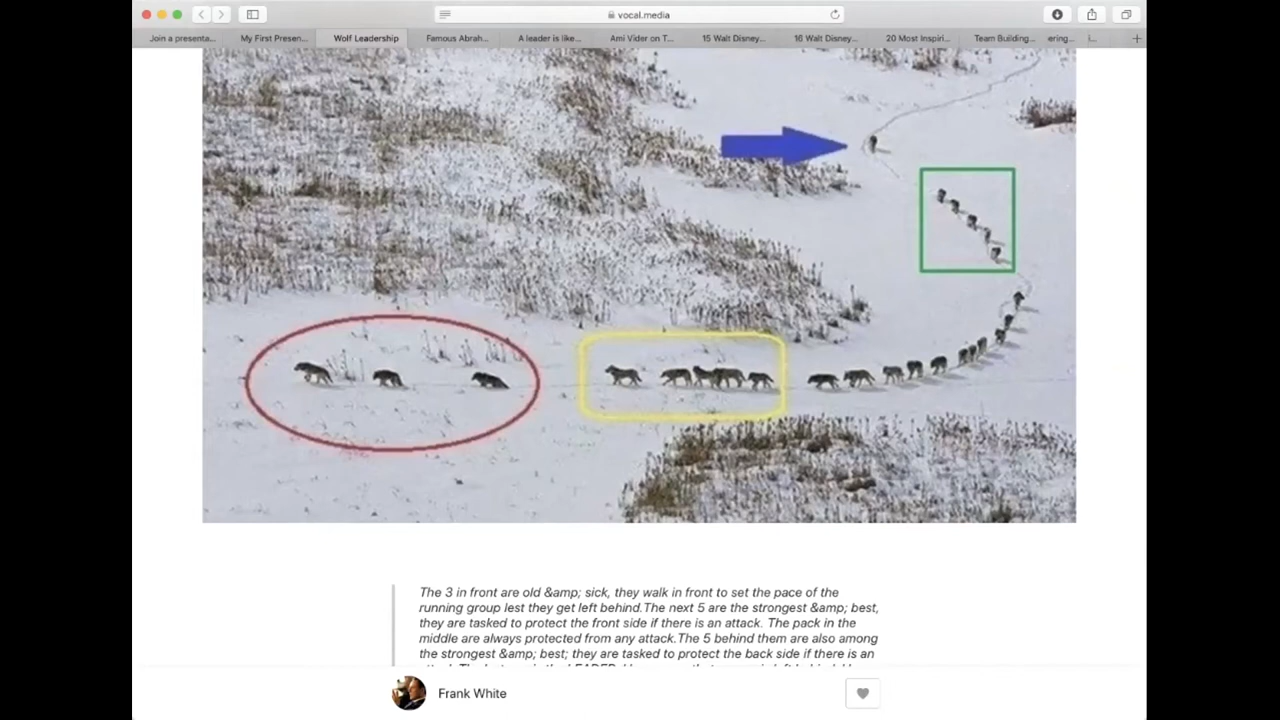 vocal.media
Join a presenta... My First Presen... Wolf Leadership Famous Abrah... A leader is like... Ami Vider on T... 15 Walt Disney... 16 Walt Disney... 20 Most Inspiri... Team Building... ering... i...
The 3 in front are old &amp; sick, they walk in front to set the pace of the
running group lest they get left behind.The next 5 are the strongest &amp; best,
they are tasked to protect the front side if there is an attack. The pack in the
middle are always protected from any attack.The 5 behind them are also among
the strongest &amp; best; they are tasked to protect the back side if there is an
Frank White